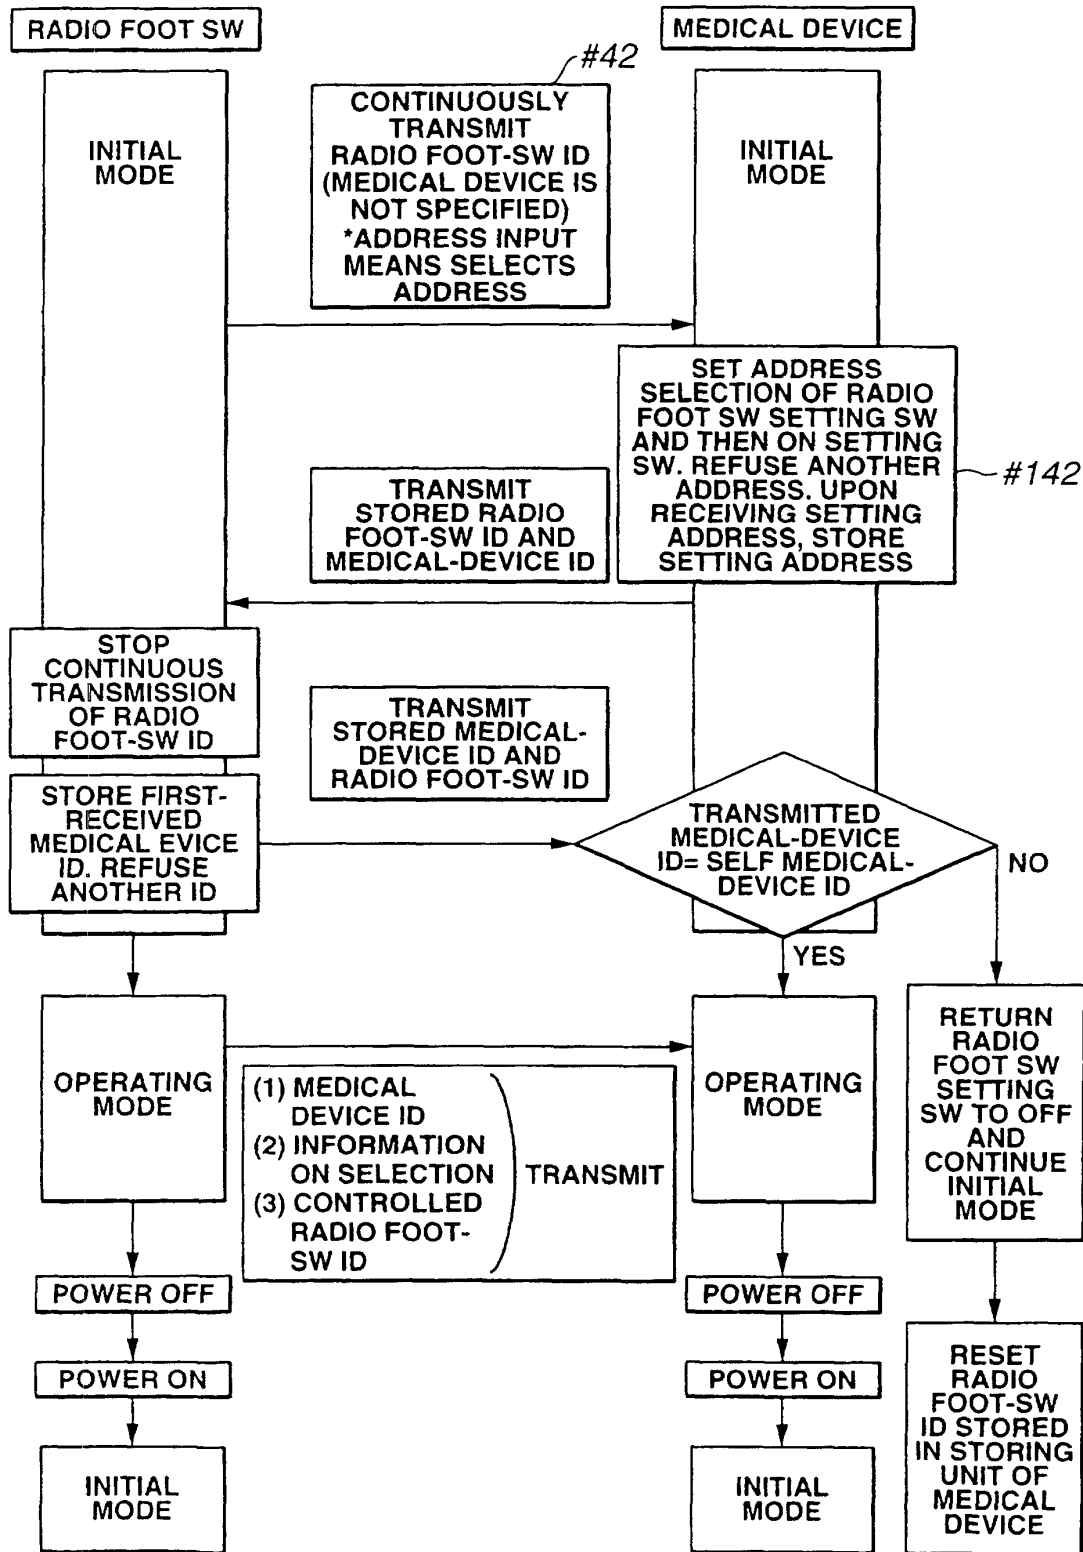 RADIO FOOT SW
MEDICAL DEVICE
#42
INITIAL
MODE
CONTINUOUSLY
TRANSMIT
RADIO FOOT-SW ID
(MEDICAL DEVICE IS
NOT SPECIFIED)
*ADDRESS INPUT
MEANS SELECTS
ADDRESS
INITIAL
MODE
SET ADDRESS
SELECTION OF RADIO
FOOT SW SETTING SW
AND THEN ON SETTING
SW. REFUSE ANOTHER
ADDRESS. UPON
RECEIVING SETTING
ADDRESS, STORE
SETTING ADDRESS
#142
TRANSMIT
STORED RADIO
FOOT-SW ID AND
MEDICAL-DEVICE ID
STOP
CONTINUOUS
TRANSMISSION
OF RADIO
FOOT-SW ID
TRANSMIT
STORED MEDICAL-
DEVICE ID AND
RADIO FOOT-SW ID
STORE FIRST-
RECEIVED
MEDICAL EVICE
ID. REFUSE
ANOTHER ID
TRANSMITTED
MEDICAL-DEVICE
ID= SELF MEDICAL-
DEVICE ID
NO
YES
OPERATING
MODE
(1) MEDICAL
DEVICE ID
(2) INFORMATION
ON SELECTION
(3) CONTROLLED
RADIO FOOT-
SW ID
TRANSMIT
OPERATING
MODE
RETURN
RADIO
FOOT SW
SETTING
SW TO OFF
AND
CONTINUE
INITIAL
MODE
POWER OFF
POWER OFF
POWER ON
POWER ON
INITIAL
MODE
INITIAL
MODE
RESET
RADIO
FOOT-SW
ID STORED
IN STORING
UNIT OF
MEDICAL
DEVICE